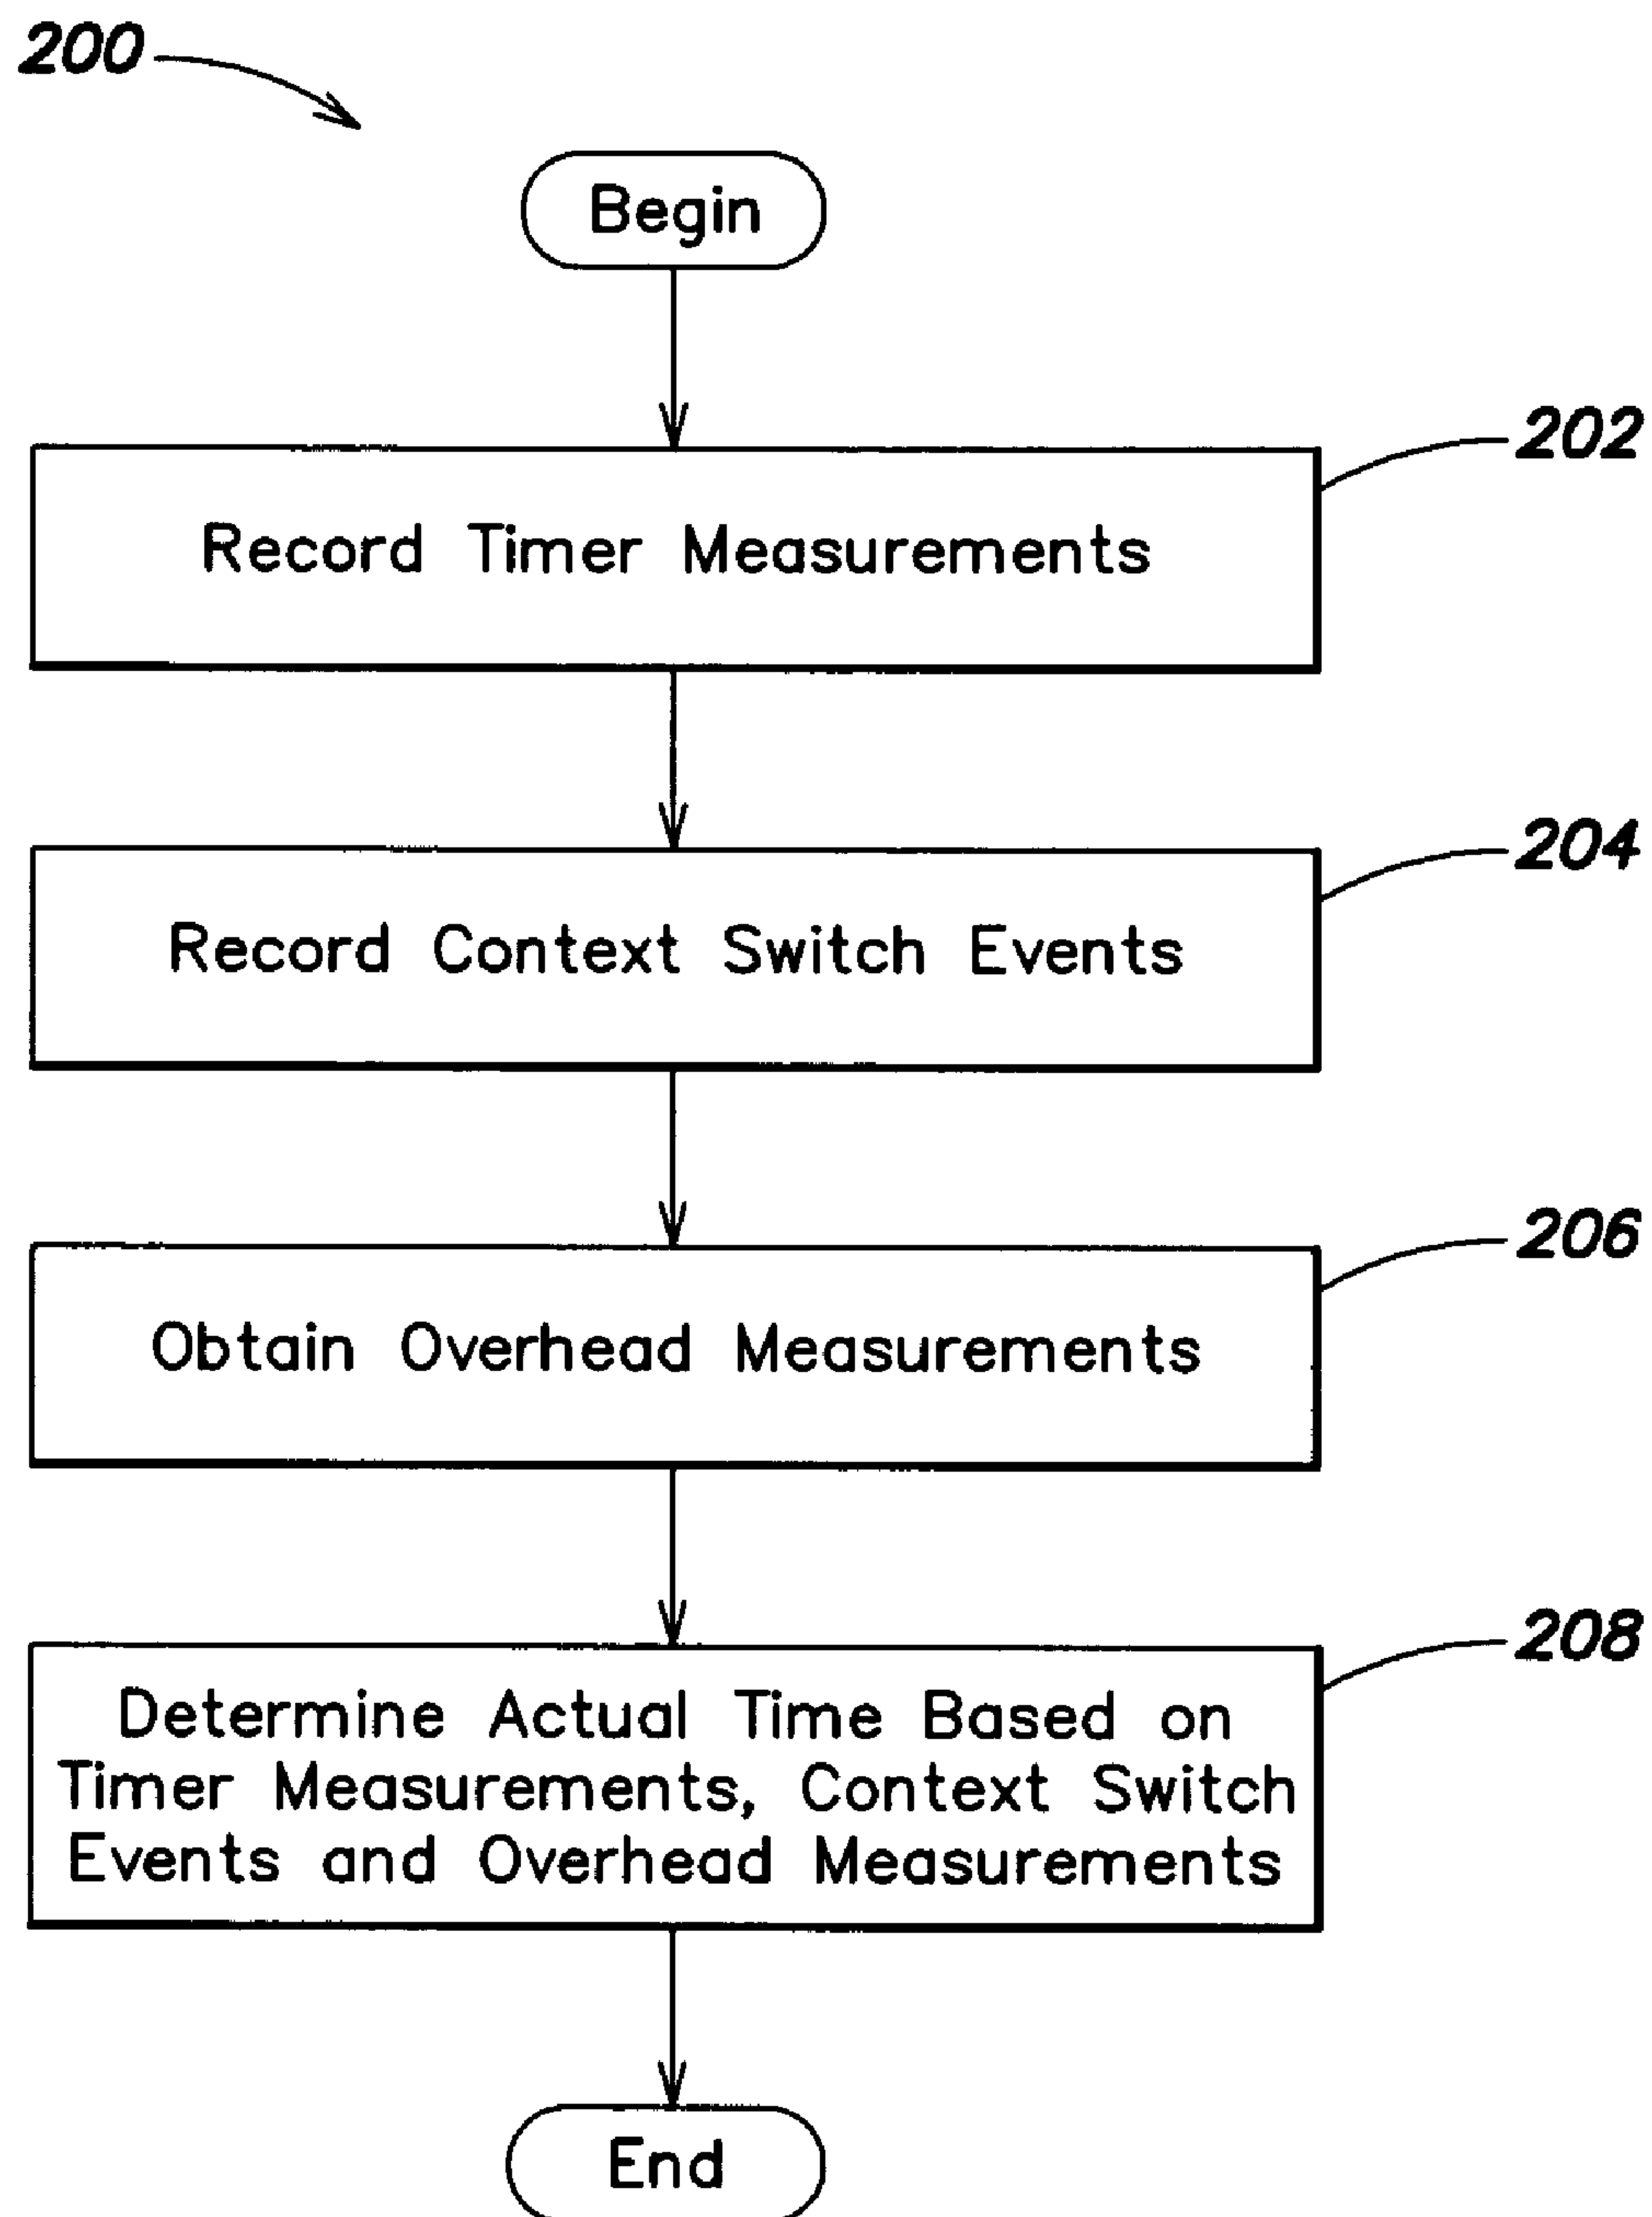 200
Begin
202
Record Timer Measurements
204
Record Context Switch Events
206
Obtain Overhead Measurements
208
Determine Actual Time Based on
Timer Measurements, Context Switch
Events and Overhead Measurements
End